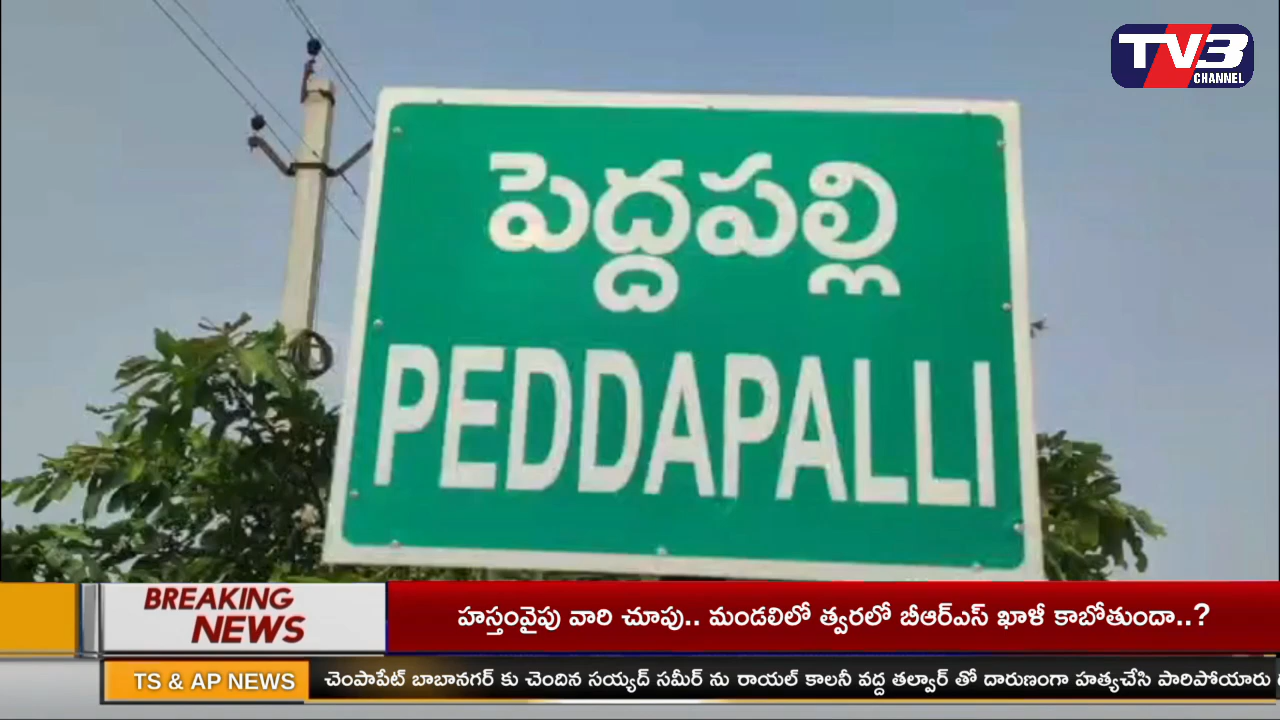 TV3
CHANNEL
పెద్దపల్లి
PEDDAPALLI
BREAKING
NEWS
హస్తంవైపు వారి చూపు.. మండలిలో త్వరలో బీఆర్ఎస్ ఖాళీ కాబోతుందా..?
TS & AP NEWS
చెంపాపేట్ బాబానగర్ కు చెందిన సయ్యద్ సమీర్ ను రాయల్ కాలనీ వద్ద తల్వార్ తో దారుణంగా హత్యచేసి పారిపోయారు